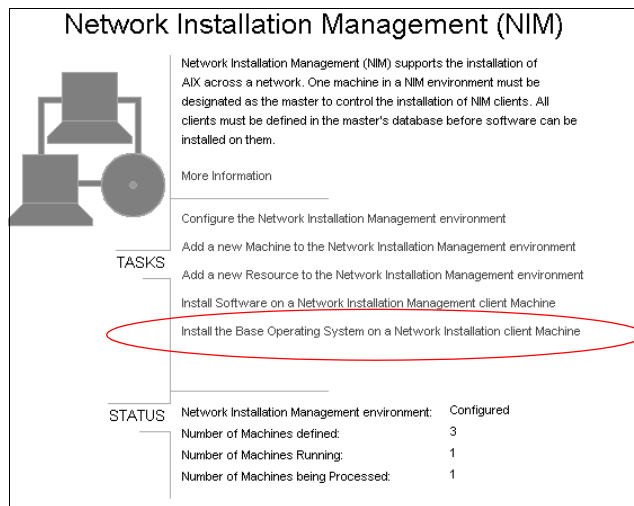 Network Installation Management (NIM)
Network Installation Management (NIM) supports the installation of
AIX across a network. One machine in a NIM environment must be
designated as the master to control the installation of NIM clients. All
clients must be defined in the master's database before software can be
installed on them.
More Information
TASKS
Configure the Network Installation Management environment
Add a new Machine to the Network Installation Management environment
Add a new Resource to the Network Installation Management environment
Install Software on a Network Installation Management client Machine
Install the Base Operating System on a Network Installation client Machine
STATUS
Network Installation Management environment: Configured
Number of Machines defined: 3
Number of Machines Running: 1
Number of Machines being Processed: 1